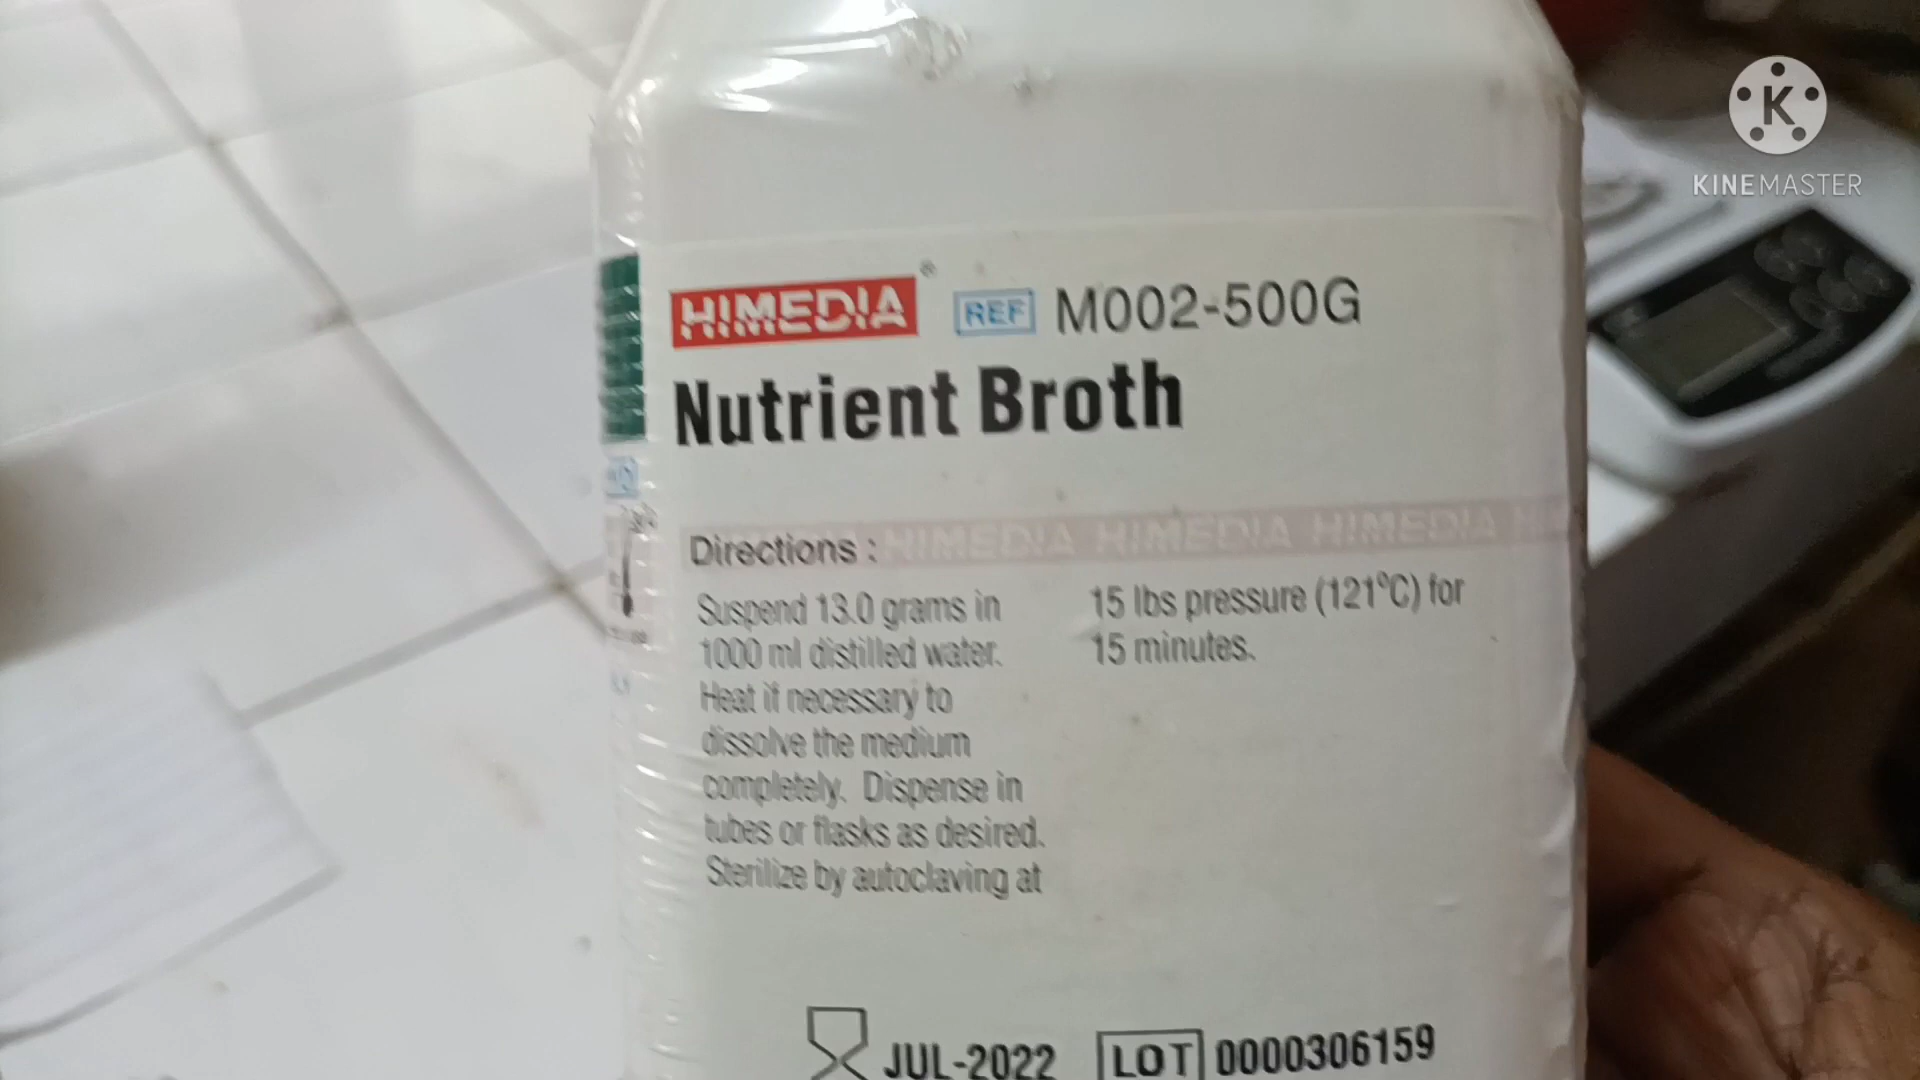 K
KINEMASTER
HIMEDIA® REF M002-500G
Nutrient Broth
HIMEDIA HIMEDIA HIMEDIA
Directions :
Suspend 13.0 grams in
1000 ml distilled water.
Heat if necessary to
dissolve the medium
completely. Dispense in
tubes or flasks as desired.
Sterilize by autoclaving at
15 lbs pressure (121°C) for
15 minutes.
JUL-2022 LOT 0000306159